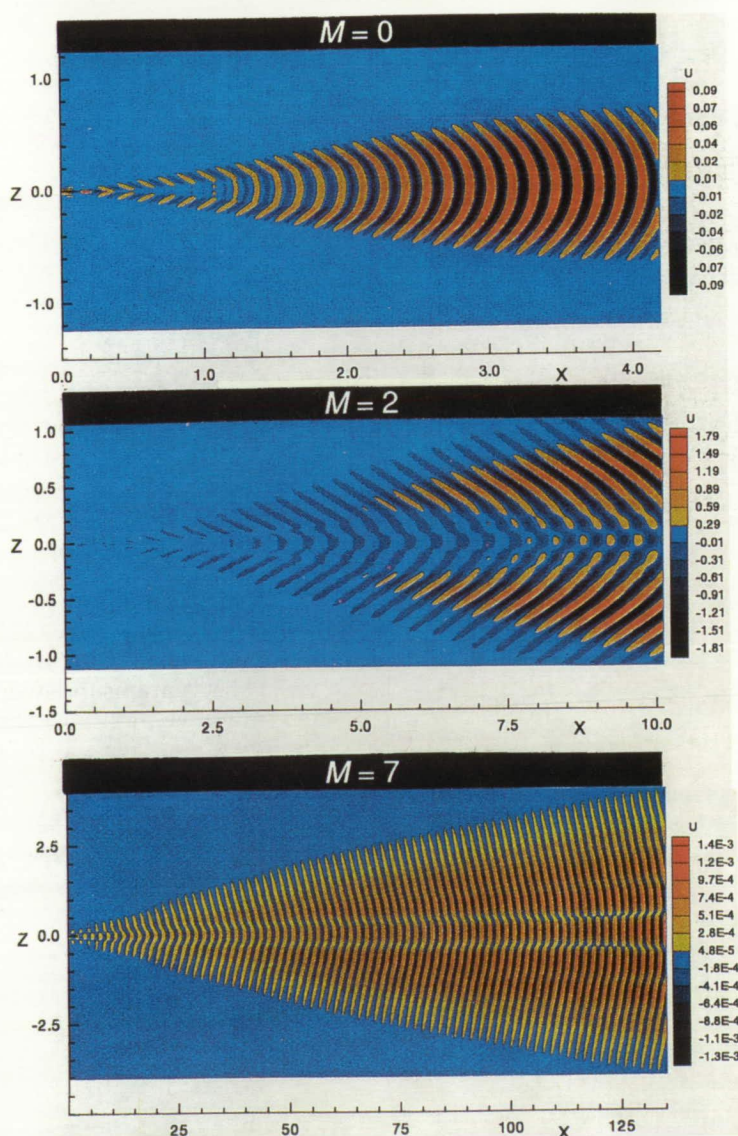 M = 0
U
1.0
0.0
-1.0
Z
0.09
0.07
0.06
0.04
0.02
0.01
-0.01
-0.02
-0.04
-0.06
-0.07
-0.09
0.0 1.0 2.0 3.0 X 4.0
M = 2
U
1.0
0.5
0.0
-0.5
-1.0
-1.5
Z
1.79
1.49
1.19
0.89
0.59
0.29
-0.01
-0.31
-0.61
-0.91
-1.21
-1.51
-1.81
0.0 2.5 5.0 7.5 X 10.0
M = 7
U
2.5
0.0
-2.5
Z
1.4E-3
1.2E-3
9.7E-4
7.4E-4
5.1E-4
2.8E-4
4.8E-5
-1.8E-4
-4.1E-4
-6.4E-4
-8.8E-4
-1.1E-3
-1.3E-3
25 50 75 100 X 125